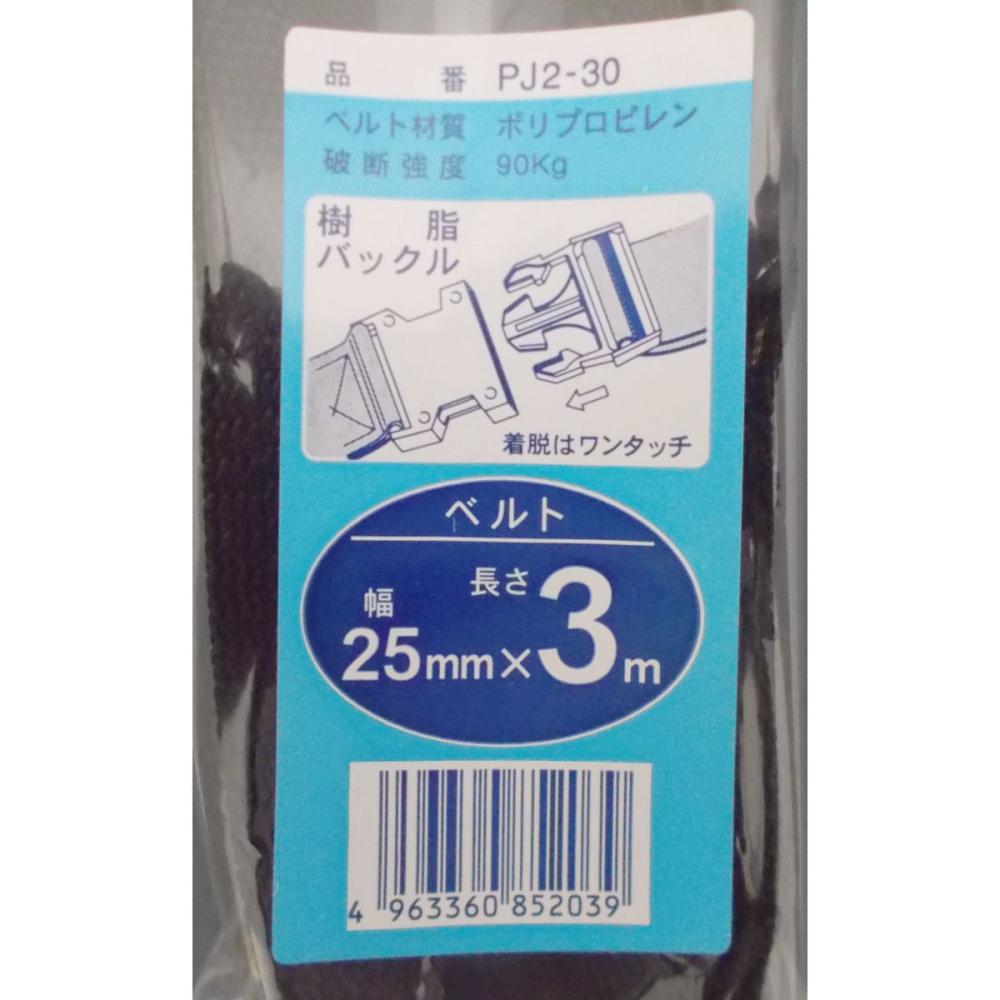 品番 PJ2-30
ベルト材質 ポリプロピレン
破断強度 90Kg
樹脂
バックル
着脱はワンタッチ
ベルト
幅 長さ
25mm×3m
4 963360 852039